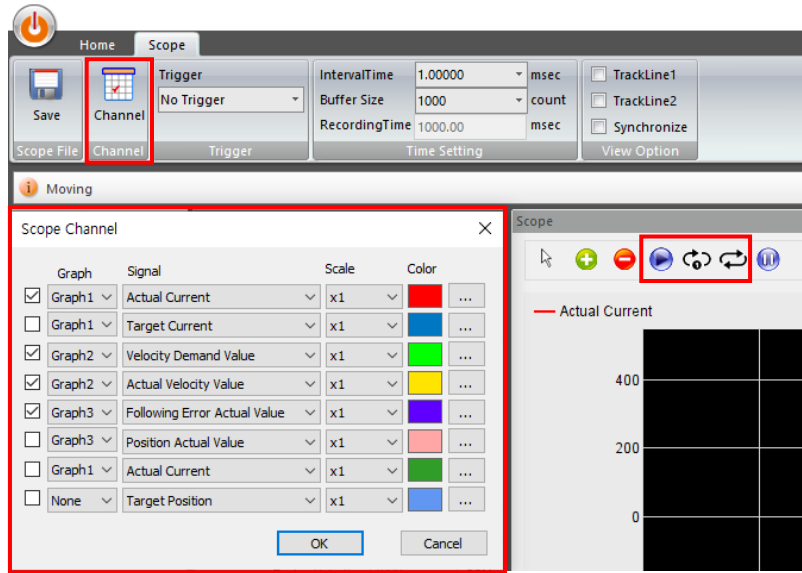 Home Scope
Trigger IntervalTime 1.00000 msec TrackLine1
No Trigger Buffer Size 1000 count TrackLine2
Save Channel RecordingTime 1000.00 msec Synchronize
Scope File Channel Trigger Time Setting View Option
Moving
Scope Channel
Graph Signal Scale Color
Graph1 Actual Current x1 ...
Graph1 Target Current x1 ...
Graph2 Velocity Demand Value x1 ...
Graph2 Actual Velocity Value x1 ...
Graph3 Following Error Actual Value x1 ...
Graph3 Position Actual Value x1 ...
Graph1 Actual Current x1 ...
None Target Position x1 ...
OK Cancel
Scope
Actual Current
400
200
0